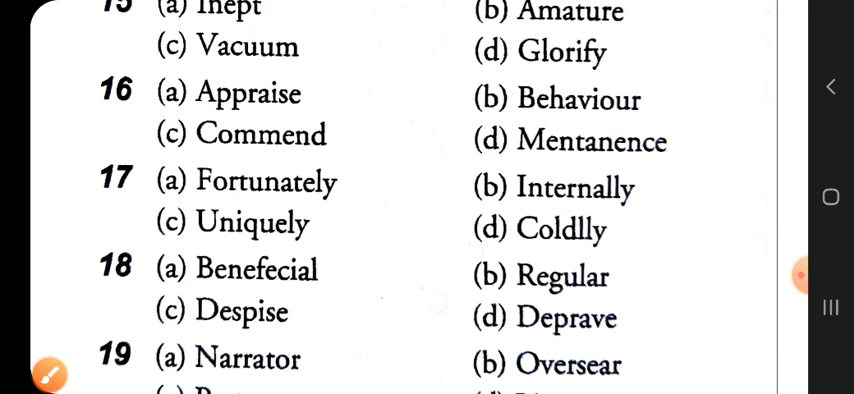 15 (a) Inept (b) Amature
(c) Vacuum (d) Glorify
16 (a) Appraise (b) Behaviour
(c) Commend (d) Mentanence
17 (a) Fortunately (b) Internally
(c) Uniquely (d) Coldlly
18 (a) Benefecial (b) Regular
(c) Despise (d) Deprave
19 (a) Narrator (b) Oversear